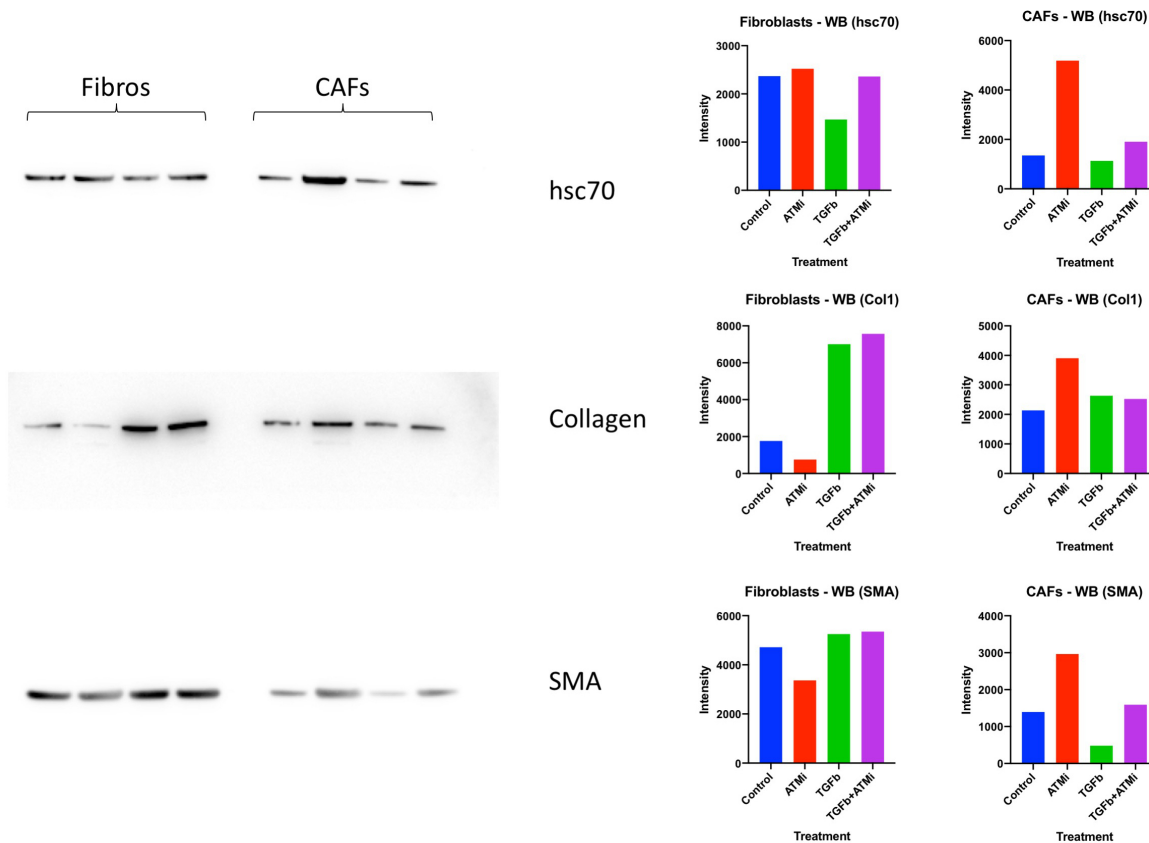 Fibros
CAFs
hsc70
Collagen
SMA
Fibroblasts - WB (hsc70)
3000
2000
1000
0
Intensity
Control
ATMi
TGFb
TGFb+ATMi
Treatment
CAFs - WB (hsc70)
6000
4000
2000
0
Intensity
Control
ATMi
TGFb
TGFb+ATMi
Treatment
Fibroblasts - WB (Col1)
8000
6000
4000
2000
0
Intensity
Control
ATMi
TGFb
TGFb+ATMi
Treatment
CAFs - WB (Col1)
5000
4000
3000
2000
1000
0
Intensity
Control
ATMi
TGFb
TGFb+ATMi
Treatment
Fibroblasts - WB (SMA)
6000
4000
2000
0
Intensity
Control
ATMi
TGFb
TGFb+ATMi
Treatment
CAFs - WB (SMA)
4000
3000
2000
1000
0
Intensity
Control
ATMi
TGFb
TGFb+ATMi
Treatment